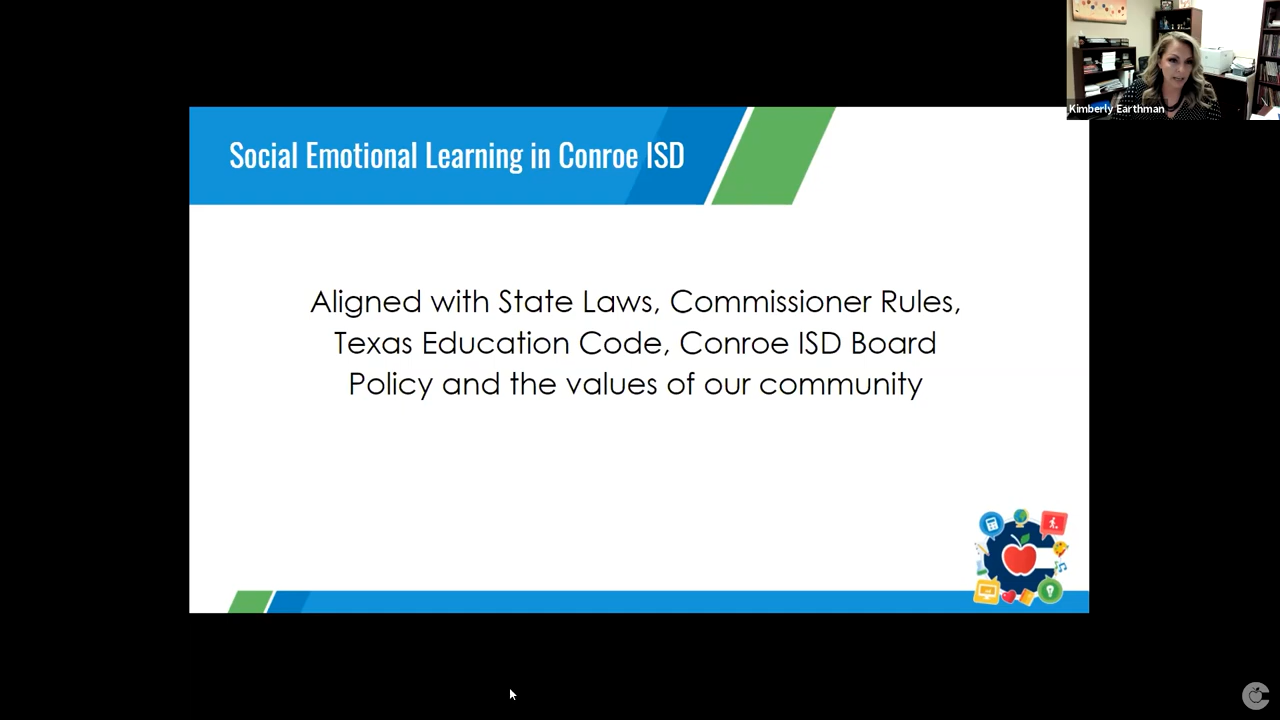 Kimberly Earthman
Social Emotional Learning in Conroe ISD
Aligned with State Laws, Commissioner Rules,
Texas Education Code, Conroe ISD Board
Policy and the values of our community